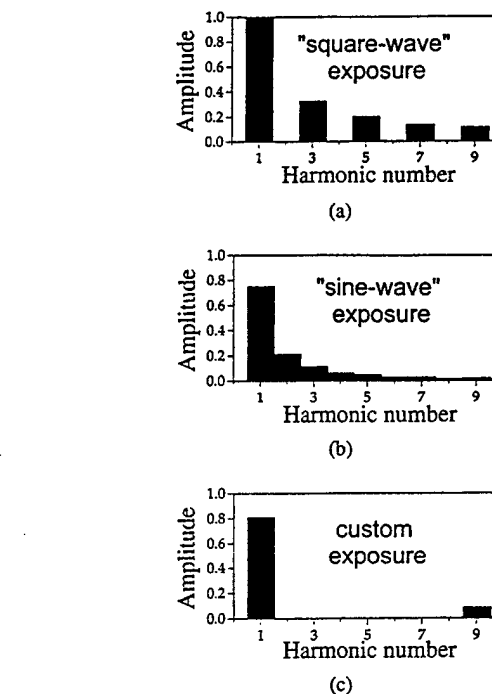 1.0
0.8
0.6
0.4
0.2
0.0
Amplitude
"square-wave"
exposure
1 3 5 7 9
Harmonic number
(a)
1.0
0.8
0.6
0.4
0.2
0.0
Amplitude
"sine-wave"
exposure
1 3 5 7 9
Harmonic number
(b)
1.0
0.8
0.6
0.4
0.2
0.0
Amplitude
custom
exposure
1 3 5 7 9
Harmonic number
(c)